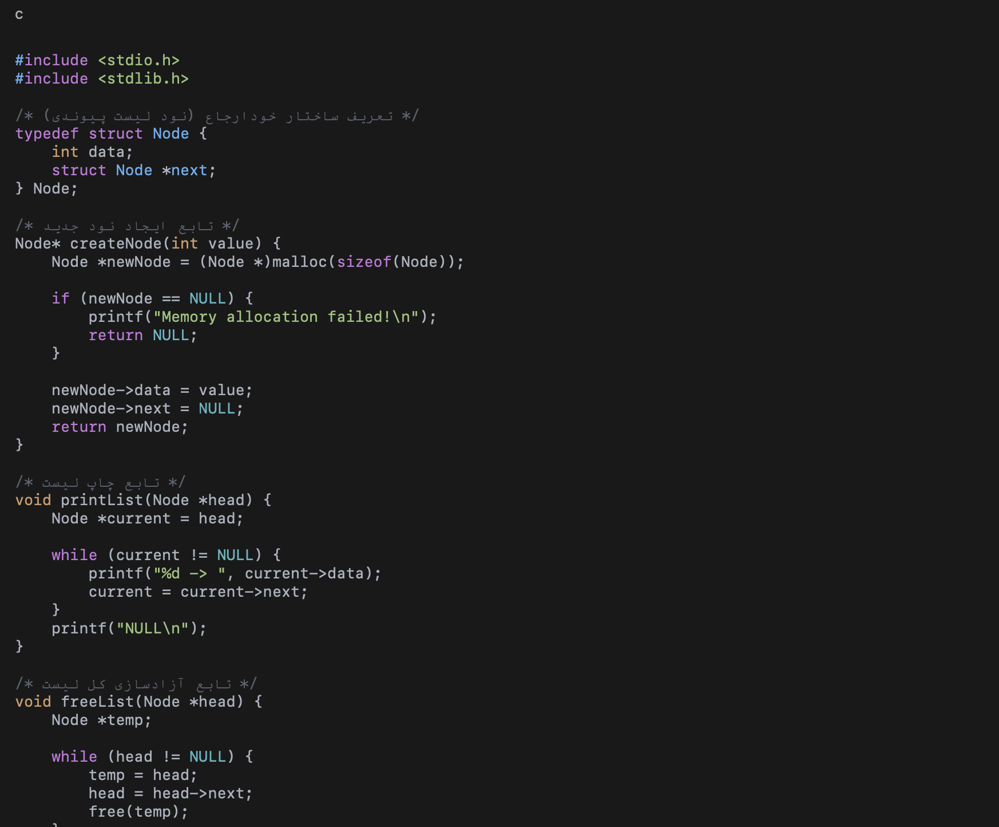 c
#include <stdio.h>
#include <stdlib.h>
/* تعریف ساختار خودارجاع (نود لیست پیوندی) */
typedef struct Node {
    int data;
    struct Node *next;
} Node;
/* تابع ایجاد نود جدید */
Node* createNode(int value) {
    Node *newNode = (Node *)malloc(sizeof(Node));
    if (newNode == NULL) {
        printf("Memory allocation failed!\n");
        return NULL;
    }
    newNode->data = value;
    newNode->next = NULL;
    return newNode;
}
/* تابع چاپ لیست */
void printList(Node *head) {
    Node *current = head;
    while (current != NULL) {
        printf("%d -> ", current->data);
        current = current->next;
    }
    printf("NULL\n");
}
/* تابع آزادسازی کل لیست */
void freeList(Node *head) {
    Node *temp;
    while (head != NULL) {
        temp = head;
        head = head->next;
        free(temp);
    }